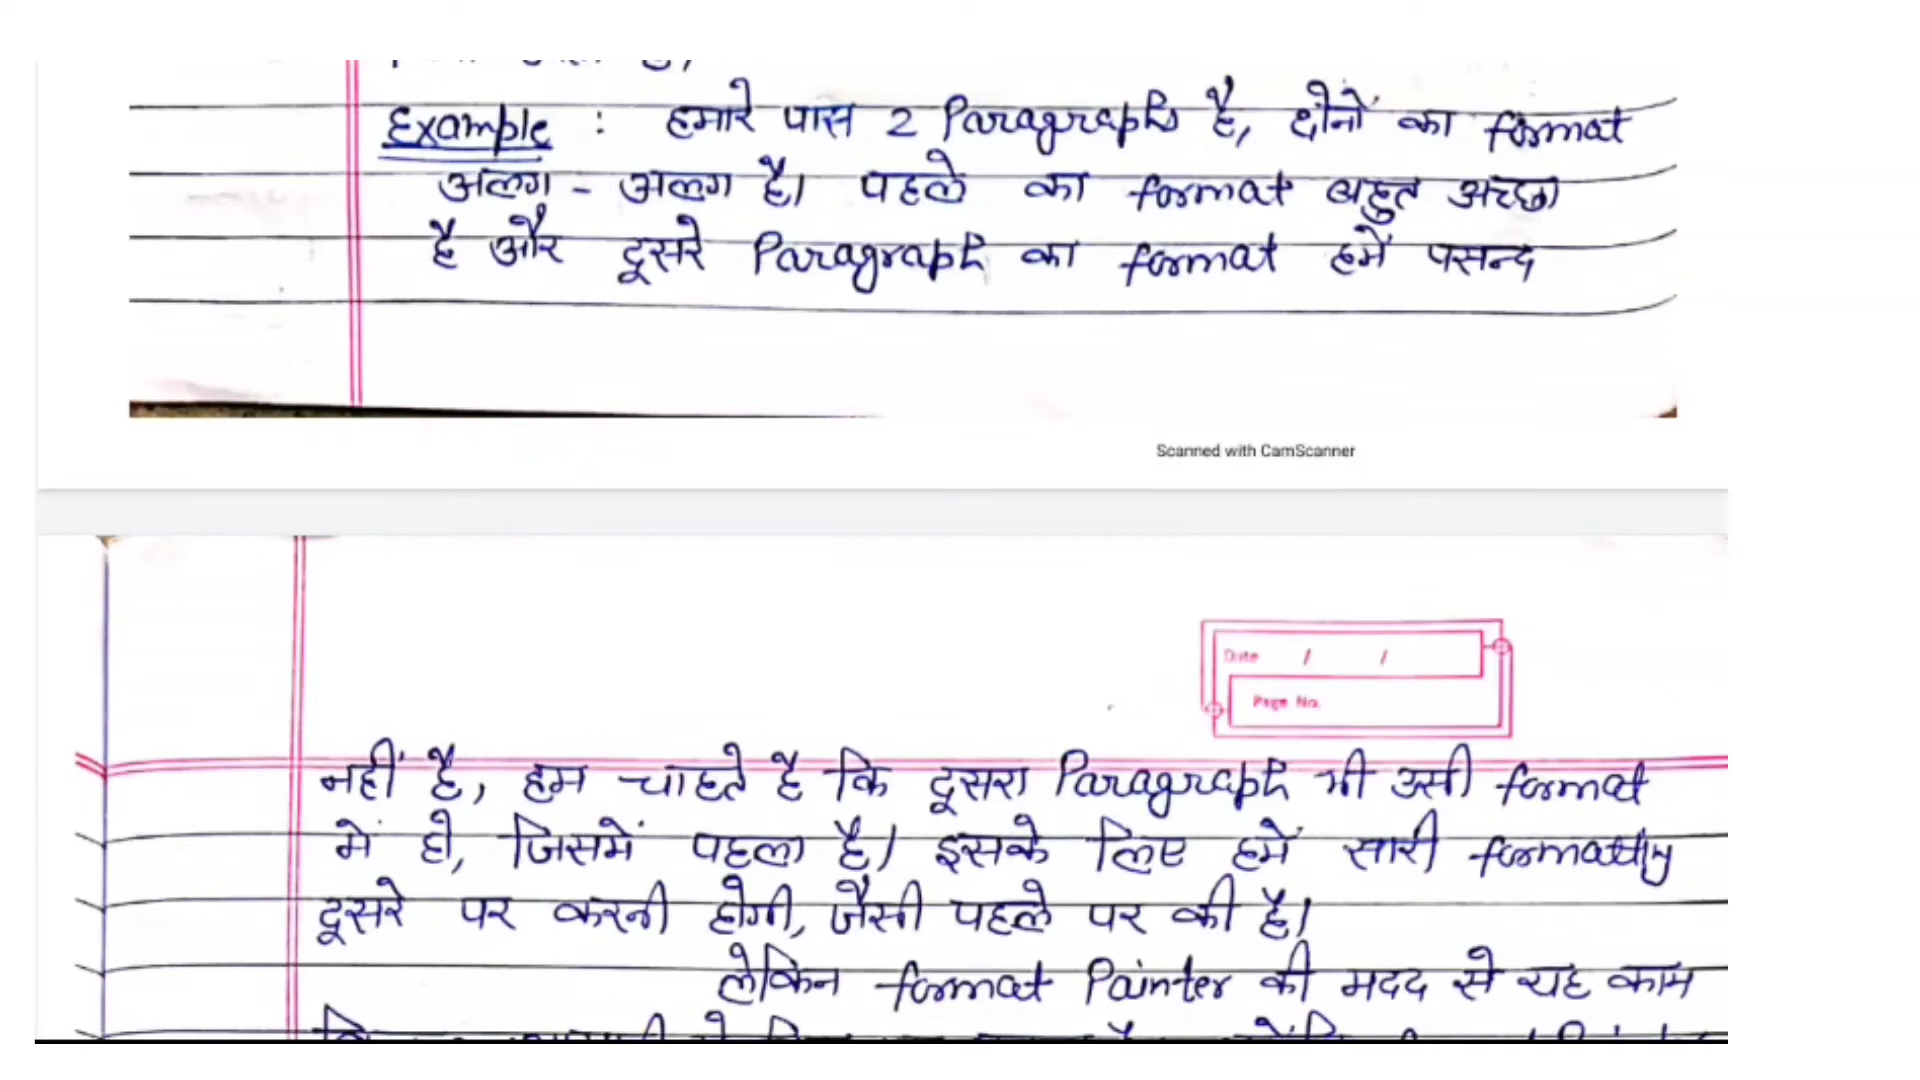 Example : हमारे पास 2 Paragraphs है, दोनों का format
अलग - अलग है। पहले का format बहुत अच्छा
है और दूसरे Paragraph का format हमें पसन्द
Scanned with CamScanner
Date / /
Page No.
नहीं है, हम चाहते है कि दूसरा Paragraph भी उसी format
में हो, जिसमें पहला है। इसके लिए हमें सारी formatting
दूसरे पर करनी होगी, जैसी पहले पर की है।
लेकिन format Painter की मदद से यह काम